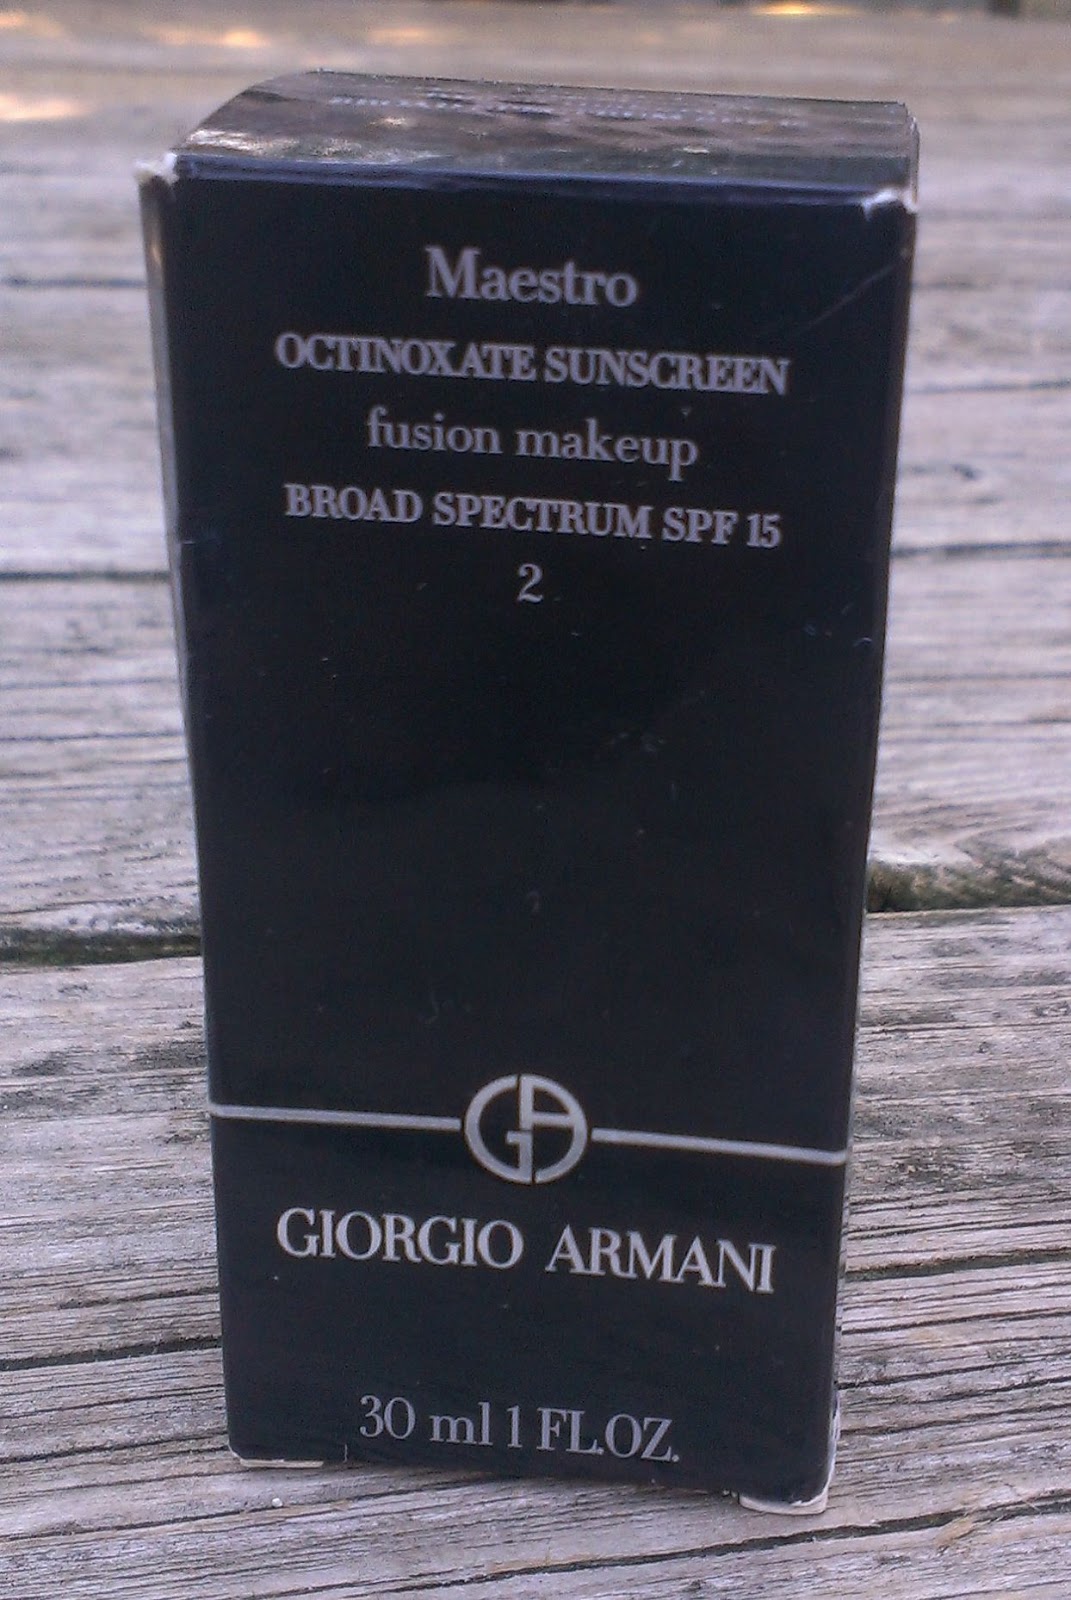 Maestro
OCTINOXATE SUNSCREEN
fusion makeup
BROAD SPECTRUM SPF 15
2
GA
GIORGIO ARMANI
30 ml 1 FL.OZ.